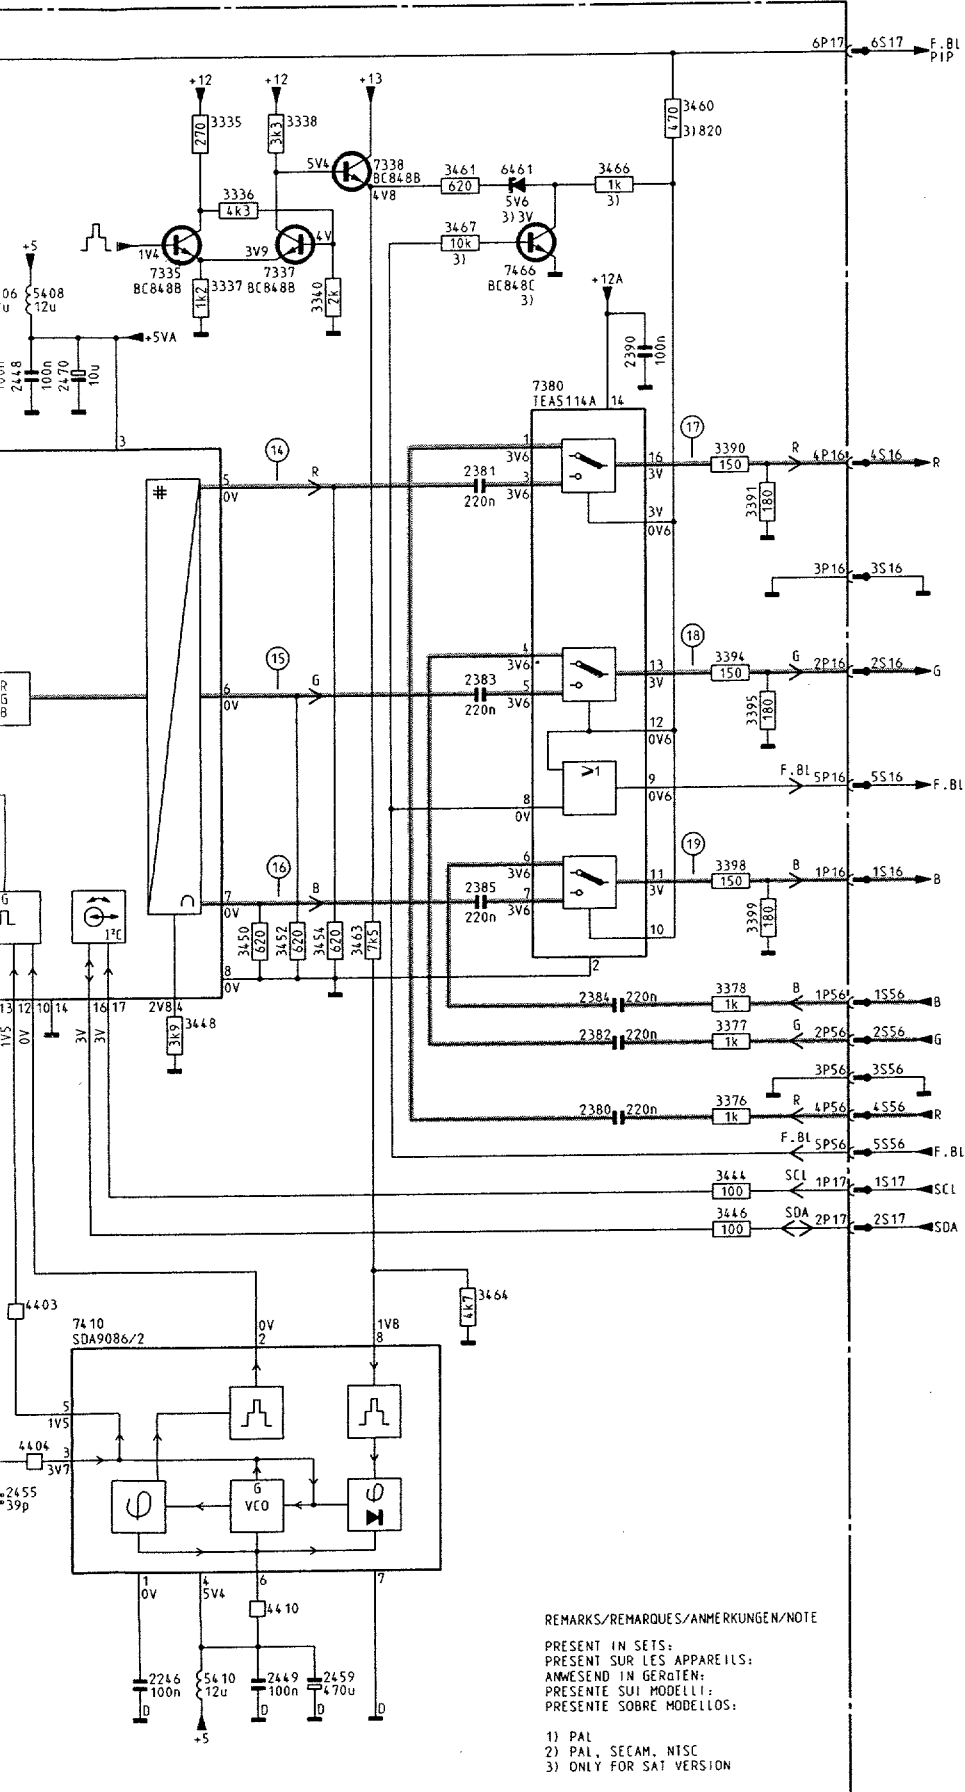 6P17 6S17 F.BL
PIP
+12 +12 +13
270 3335
3k3 3338
470 3460
3)820
5V4 7338
BC848B
4V8
3461 620
6461
5V6
3)3V
3466
1k
3)
3336
4k3
1V4 3V9 4V
3467
10k
3)
7335
BC848B
3337
1k2
7337
BC848B
3340 2k
7466
BC848C
3)
+5
06 5408
u 12u
+5VA
+12A
2448 100n
2470 10u
2390 100n
7380
TEA5114A
14
3
14
5
0V
R
2381
220n
1
3V6
3
3V6
16
3V
17
3390
150
R
4P16 4S16 R
3391 180
3V
0V6
3P16 3S16
#
15
6
0V
G
2383
220n
4
3V6
5
3V6
13
3V
18
3394
150
G
2P16 2S16 G
3395 180
12
0V6
R
G
B
≥1
8
0V
9
0V6
F.BL
5P16 5S16 F.BL
16
7
0V
B
2385
220n
6
3V6
7
3V6
11
3V
19
3398
150
B
1P16 1S16 B
3399 180
10
2
G
I²C
3450 620
3452 620
3454 620
3463 7k5
8
0V
13 12 10 14 16 17
2V8 4
1V5 0V 3V 3V
3k9 3448
2384 220n 3378 1k B 1P56 1S56 B
2382 220n 3377 1k G 2P56 2S56 G
3P56 3S56
2380 220n 3376 1k R 4P56 4S56 R
F.BL 5P56 5S56 F.BL
3444 100 SCL 1P17 1S17 SCL
3446 100 SDA 2P17 2S17 SDA
4403
4k7 3464
7410
SDA9086/2
0V
2
1V8
8
5
1V5
4404
3
3V7
2455
39p
φ
G
VCO
φ
1
0V
4
5V4
6
7
4410
2246
100n
5410
12u
2449
100n
2459
470u
D D D D
+5
REMARKS/REMARQUES/ANMERKUNGEN/NOTE
PRESENT IN SETS:
PRESENT SUR LES APPAREILS:
ANWESEND IN GERäTEN:
PRESENTE SUI MODELLI:
PRESENTE SOBRE MODELLOS:
1) PAL
2) PAL, SECAM, NTSC
3) ONLY FOR SAT VERSION